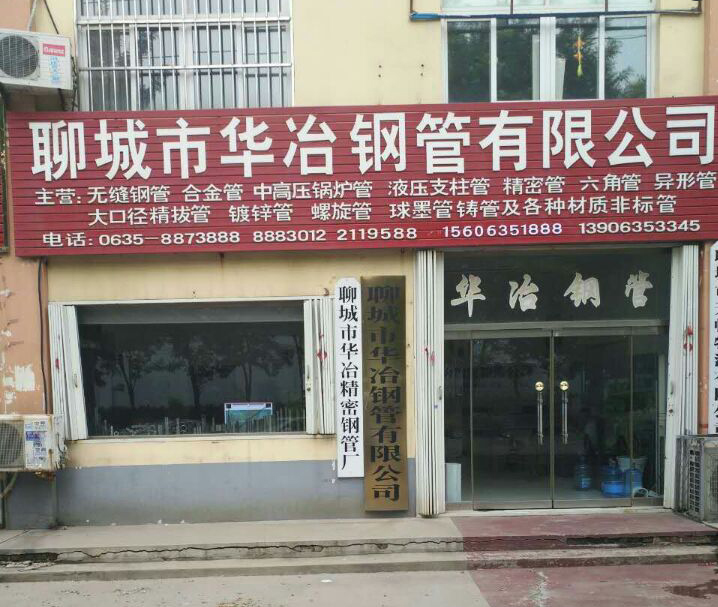 聊城市华冶钢管有限公司
主营: 无缝钢管 合金管 中高压锅炉管 液压支柱管 精密管 六角管 异形管
大口径精拔管 镀锌管 螺旋管 球墨管铸管及各种材质非标管
电话: 0635-8873888 8883012 2119588 15606351888 13906353345
华冶钢管
聊城市华冶精密钢管厂
聊城市华冶钢管有限公司